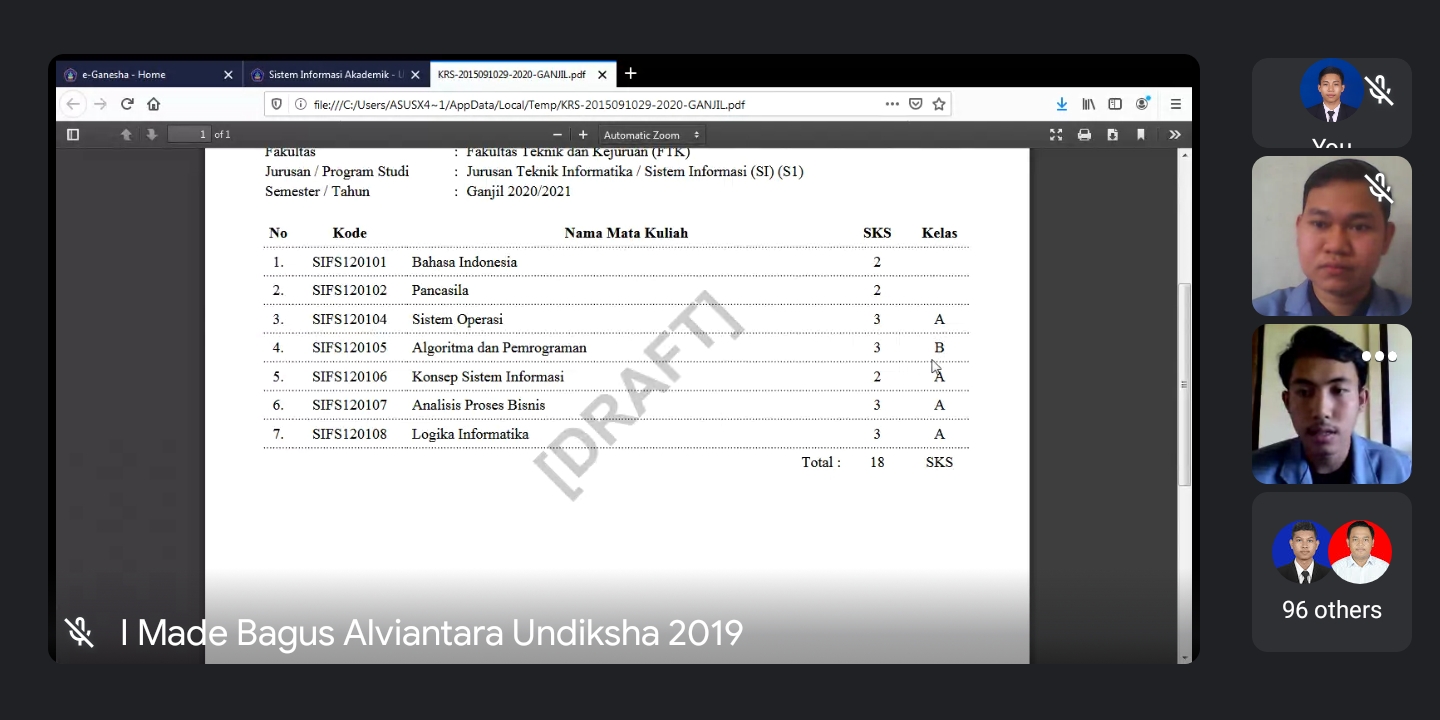 e-Ganesha - Home
Sistem Informasi Akademik - U
KRS-2015091029-2020-GANJIL.pdf
file:///C:/Users/ASUSX4~1/AppData/Local/Temp/KRS-2015091029-2020-GANJIL.pdf
1 of 1
Automatic Zoom
Fakultas : Fakultas Teknik dan Kejuruan (FTK)
Jurusan / Program Studi : Jurusan Teknik Informatika / Sistem Informasi (SI) (S1)
Semester / Tahun : Ganjil 2020/2021
No Kode Nama Mata Kuliah SKS Kelas
1. SIFS120101 Bahasa Indonesia 2
2. SIFS120102 Pancasila 2
3. SIFS120104 Sistem Operasi 3 A
4. SIFS120105 Algoritma dan Pemrograman 3 B
5. SIFS120106 Konsep Sistem Informasi 2 A
6. SIFS120107 Analisis Proses Bisnis 3 A
7. SIFS120108 Logika Informatika 3 A
Total : 18 SKS
[DRAFT]
I Made Bagus Alviantara Undiksha 2019
You
96 others